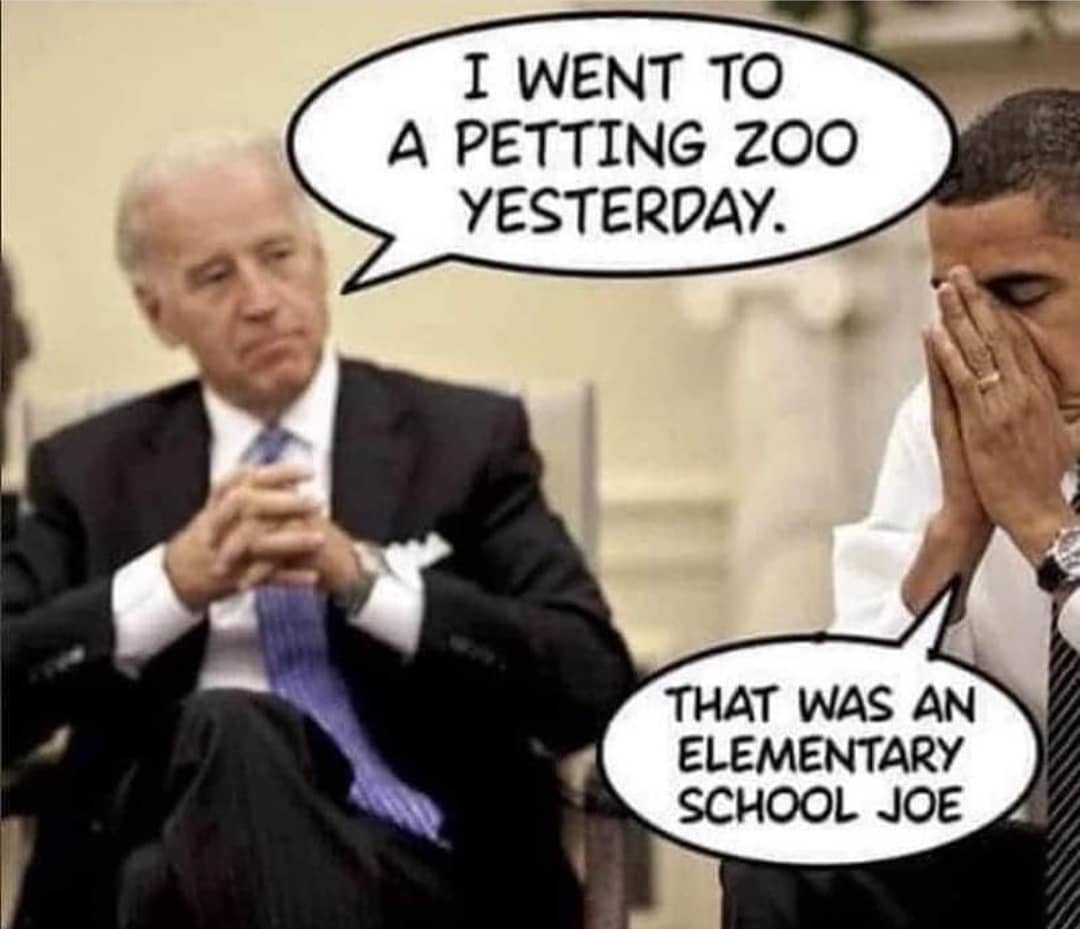 I WENT TO
A PETTING ZOO
YESTERDAY.
THAT WAS AN
ELEMENTARY
SCHOOL JOE